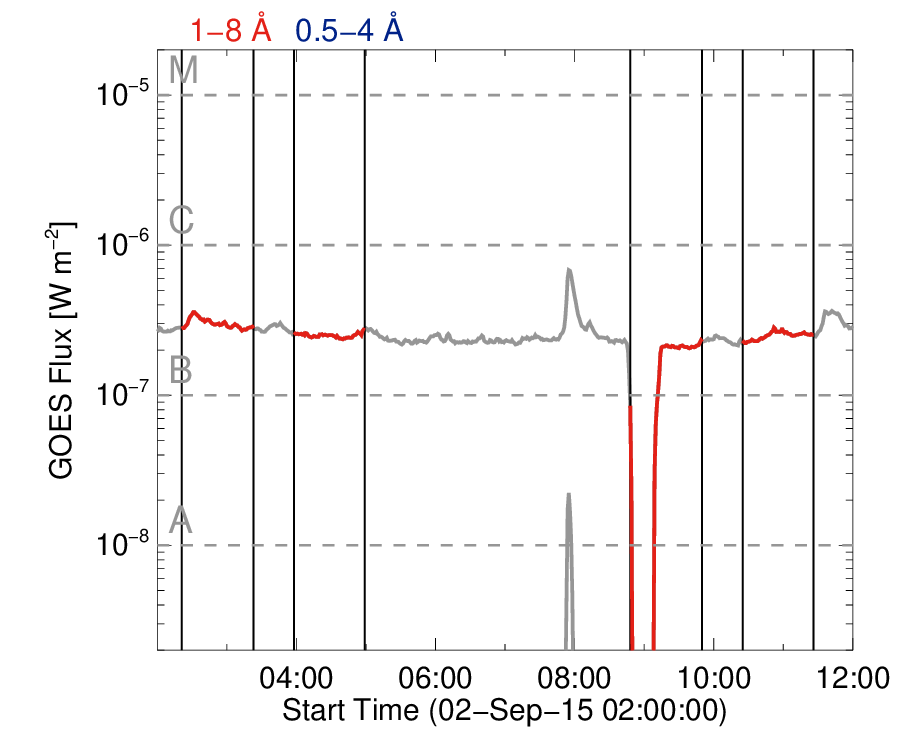 1−8 Å 0.5−4 Å
M
10⁻⁵
C
10⁻⁶
B
10⁻⁷
A
10⁻⁸
GOES Flux [W m⁻²]
04:00 06:00 08:00 10:00 12:00
Start Time (02−Sep−15 02:00:00)